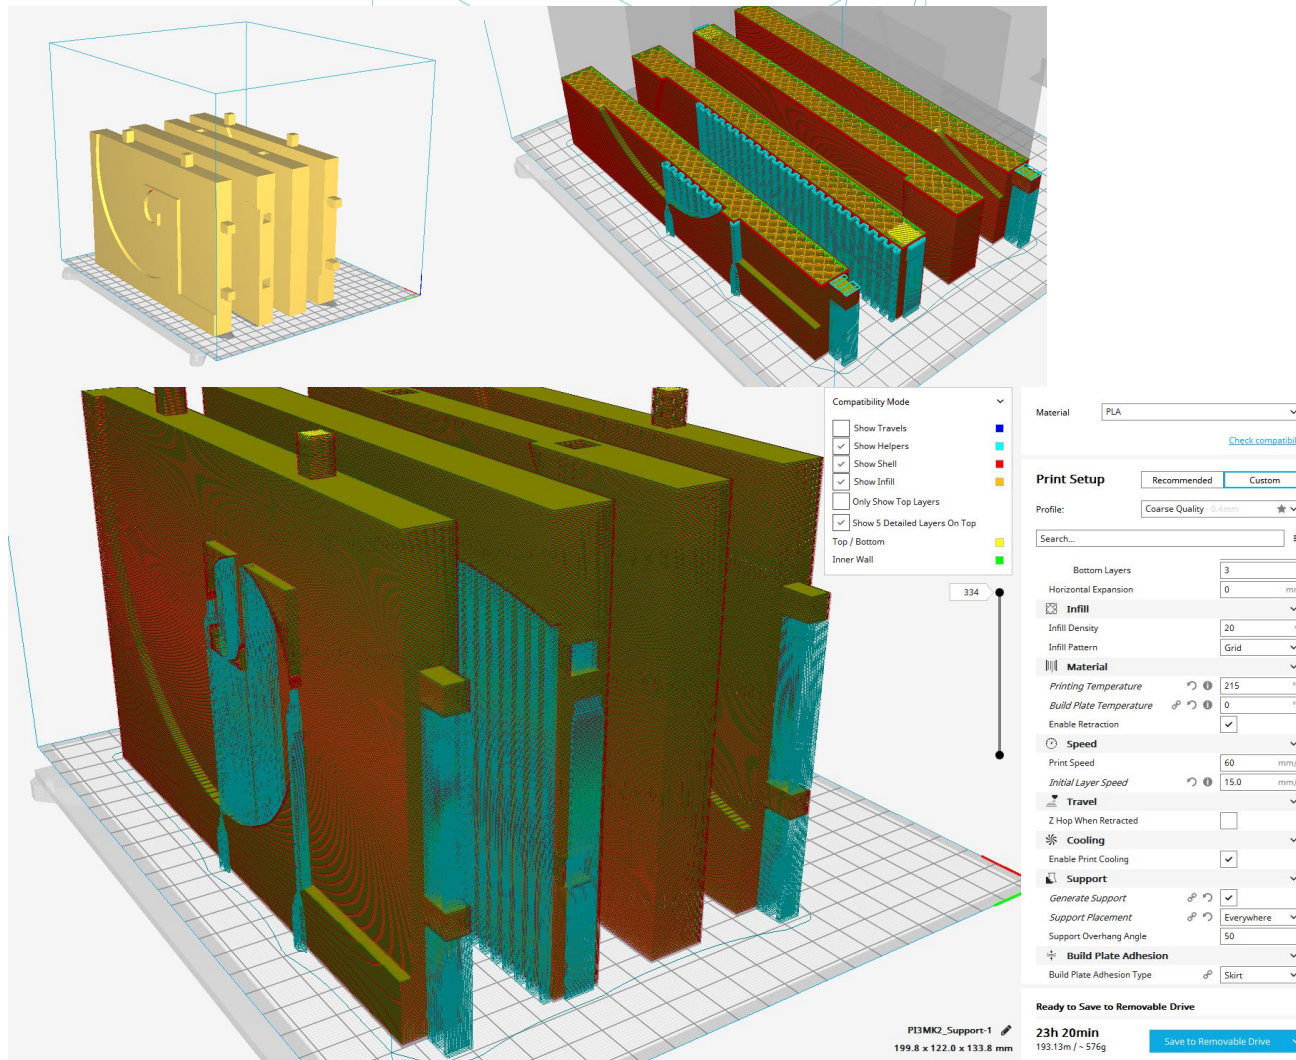 Compatibility Mode
Show Travels
Show Helpers
Show Shell
Show Infill
Only Show Top Layers
Show 5 Detailed Layers On Top
Top / Bottom
Inner Wall
334
PI3MK2_Support-1
199.8 x 122.0 x 133.8 mm
Material PLA
Check compatibil
Print Setup Recommended Custom
Profile: Coarse Quality - 0.4mm
Search...
Bottom Layers 3
Horizontal Expansion 0 mm
Infill
Infill Density 20
Infill Pattern Grid
Material
Printing Temperature 215 °
Build Plate Temperature 0 °
Enable Retraction
Speed
Print Speed 60 mm/
Initial Layer Speed 15.0 mm/
Travel
Z Hop When Retracted
Cooling
Enable Print Cooling
Support
Generate Support
Support Placement Everywhere
Support Overhang Angle 50
Build Plate Adhesion
Build Plate Adhesion Type Skirt
Ready to Save to Removable Drive
23h 20min
193.13m / ~ 576g
Save to Removable Drive